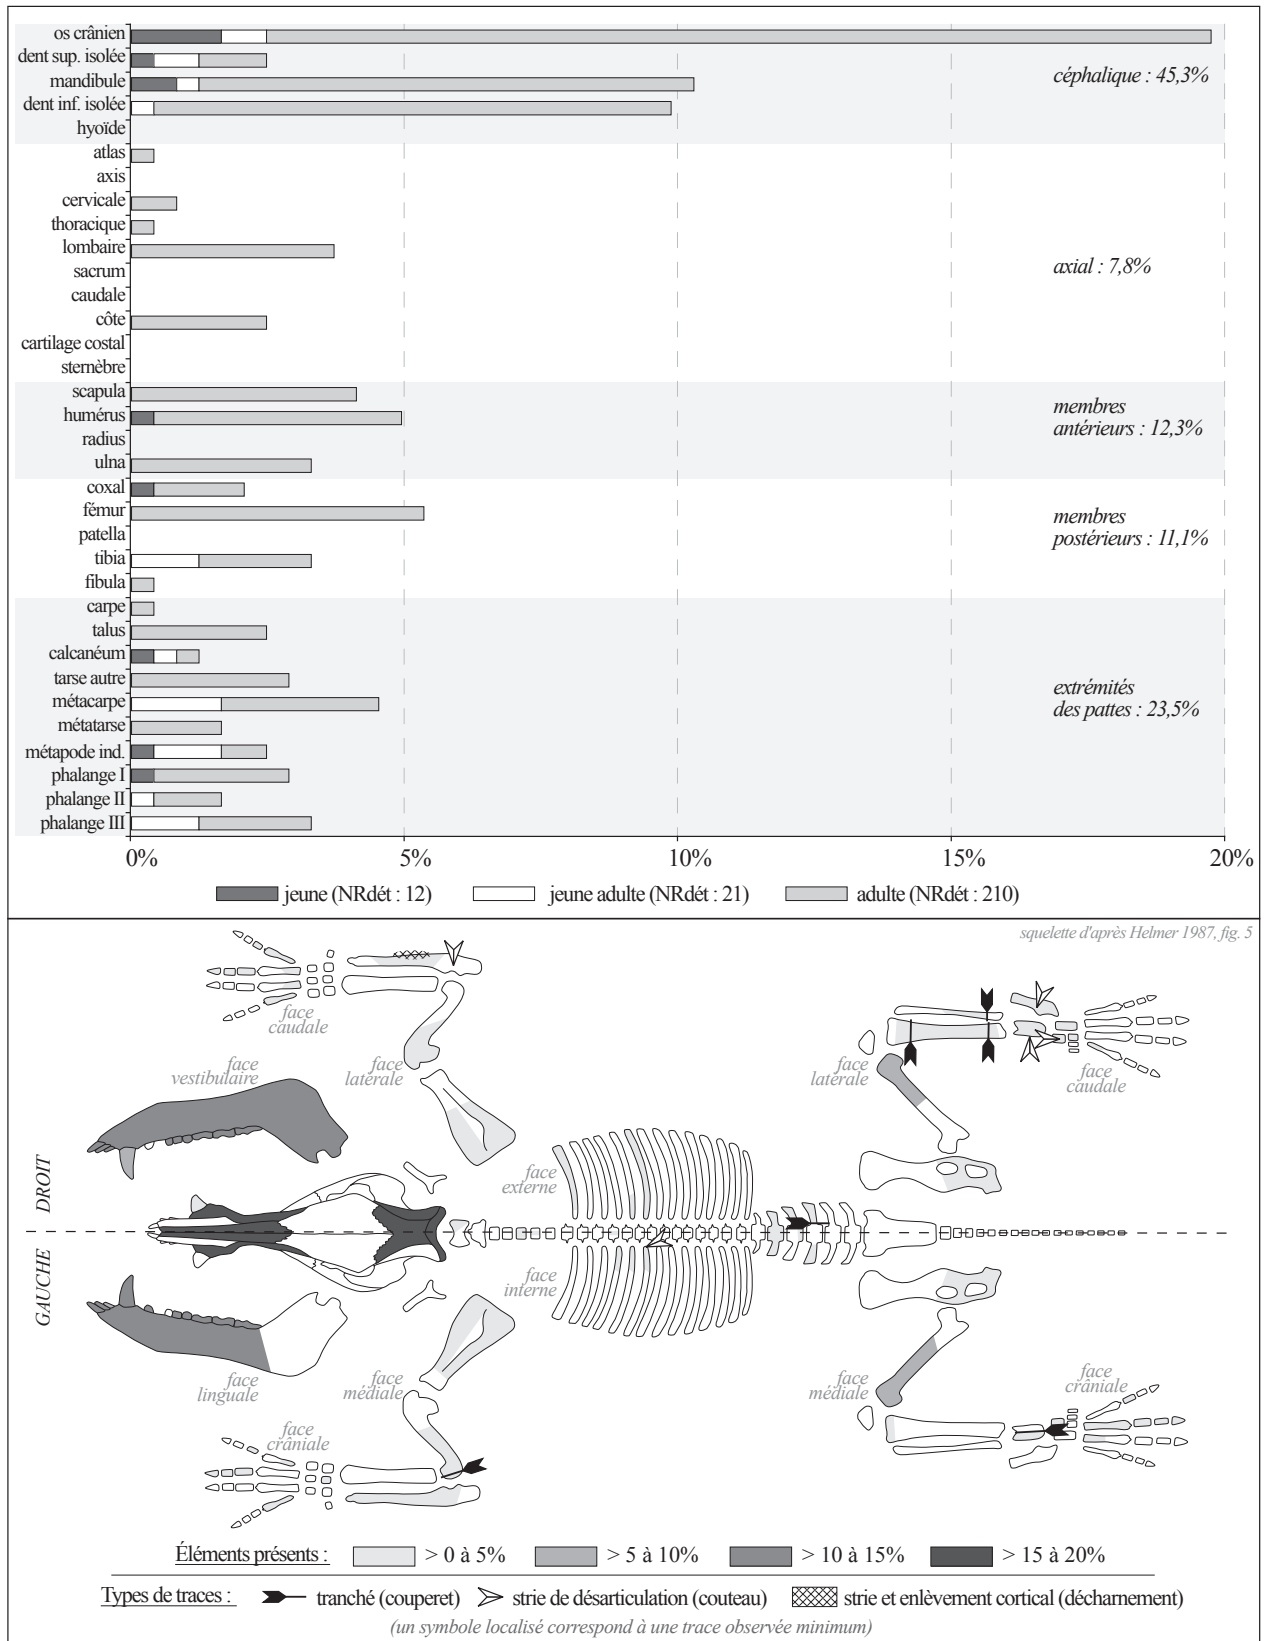 os crânien
dent sup. isolée
mandibule
céphalique : 45,3%
dent inf. isolée
hyoïde
atlas
axis
cervicale
thoracique
lombaire
axial : 7,8%
sacrum
caudale
côte
cartilage costal
sternèbre
scapula
humérus
membres
antérieurs : 12,3%
radius
ulna
coxal
fémur
membres
postérieurs : 11,1%
patella
tibia
fibula
carpe
talus
calcanéum
tarse autre
extrémités
des pattes : 23,5%
métacarpe
métatarse
métapode ind.
phalange I
phalange II
phalange III
0% 5% 10% 15% 20%
jeune (NRdét : 12) jeune adulte (NRdét : 21) adulte (NRdét : 210)
squelette d'après Helmer 1987, fig. 5
face
caudale
face
vestibulaire
face
latérale
face
latérale
face
caudale
DROIT
face
externe
GAUCHE
face
interne
face
linguale
face
médiale
face
médiale
face
crâniale
face
crâniale
Éléments présents : > 0 à 5% > 5 à 10% > 10 à 15% > 15 à 20%
Types de traces : tranché (couperet) strie de désarticulation (couteau) strie et enlèvement cortical (décharnement)
(un symbole localisé correspond à une trace observée minimum)